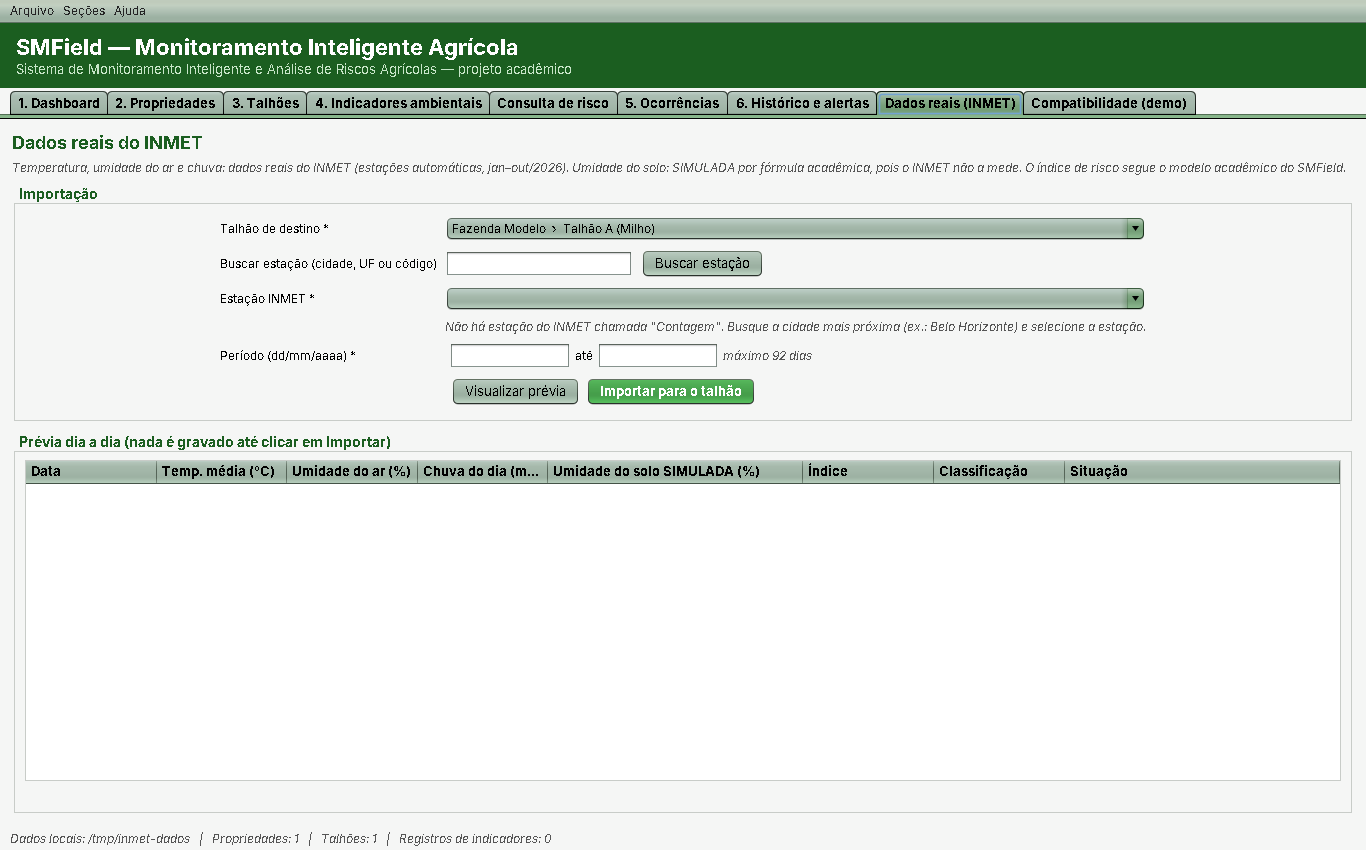 Arquivo Seções Ajuda
SMField — Monitoramento Inteligente Agrícola
Sistema de Monitoramento Inteligente e Análise de Riscos Agrícolas — projeto acadêmico
1. Dashboard 2. Propriedades 3. Talhões 4. Indicadores ambientais Consulta de risco 5. Ocorrências 6. Histórico e alertas Dados reais (INMET) Compatibilidade (demo)
Dados reais do INMET
Temperatura, umidade do ar e chuva: dados reais do INMET (estações automáticas, jan–out/2026). Umidade do solo: SIMULADA por fórmula acadêmica, pois o INMET não a mede. O índice de risco segue o modelo acadêmico do SMField.
Importação
Talhão de destino * Fazenda Modelo › Talhão A (Milho)
Buscar estação (cidade, UF ou código) Buscar estação
Estação INMET *
Não há estação do INMET chamada "Contagem". Busque a cidade mais próxima (ex.: Belo Horizonte) e selecione a estação.
Período (dd/mm/aaaa) * até máximo 92 dias
Visualizar prévia Importar para o talhão
Prévia dia a dia (nada é gravado até clicar em Importar)
Data Temp. média (°C) Umidade do ar (%) Chuva do dia (m... Umidade do solo SIMULADA (%) Índice Classificação Situação
Dados locais: /tmp/inmet-dados | Propriedades: 1 | Talhões: 1 | Registros de indicadores: 0